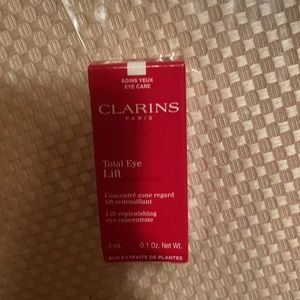 SOINS YEUX
EYE CARE
CLARINS
PARIS
Total Eye
Lift
Concentré zone regard
lift-redensifiant
Lift-replenishing
eye concentrate
3 mL 0.1 Oz. Net Wt.
AUX EXTRAITS DE PLANTES